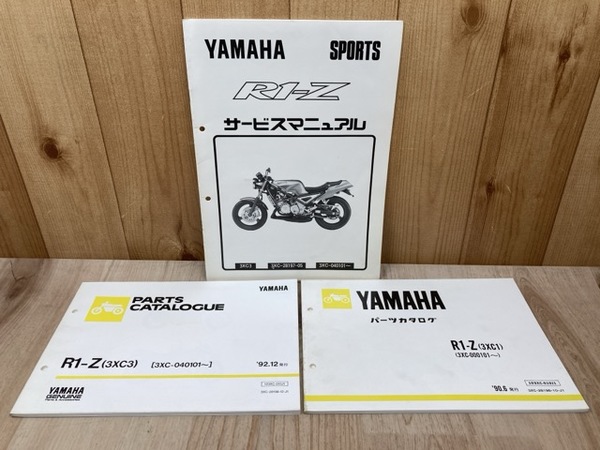 YAMAHA SPORTS
R1-Z
サービスマニュアル
3XC3 3XC-28197-05 3XC-040101～
PARTS
CATALOGUE
YAMAHA
R1-Z(3XC3) [3XC-040101～] '92.12発行
YAMAHA
GENUINE
YAMAHA
パーツカタログ
R1-Z(3XC1)
(3XC-000101～)
'90.6発行